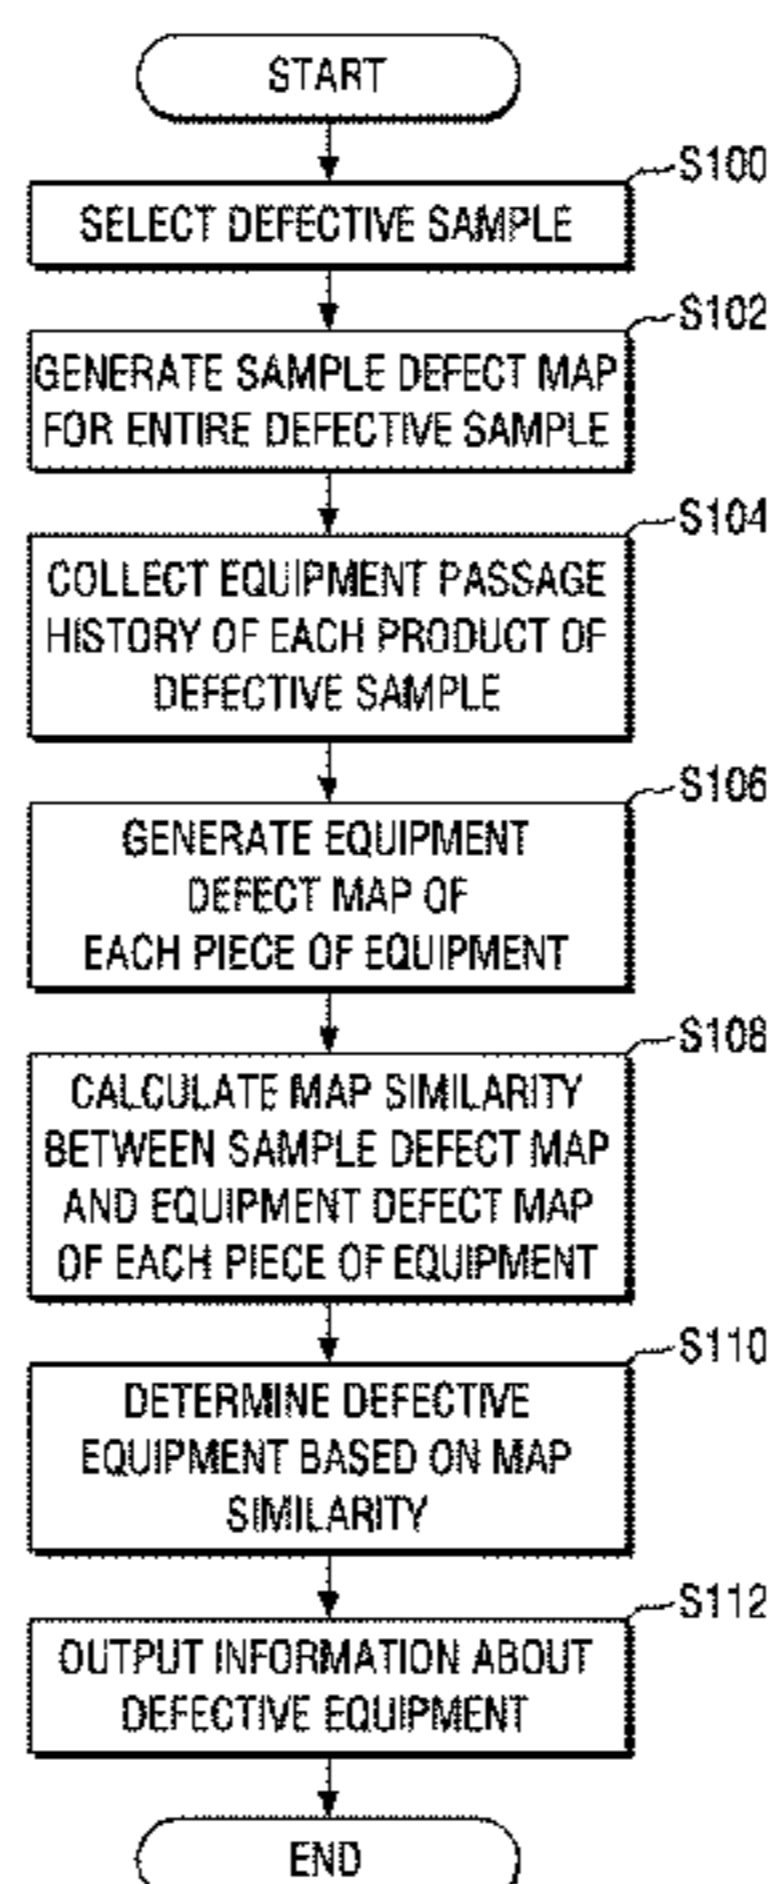 START
S100
SELECT DEFECTIVE SAMPLE
S102
GENERATE SAMPLE DEFECT MAP
FOR ENTIRE DEFECTIVE SAMPLE
S104
COLLECT EQUIPMENT PASSAGE
HISTORY OF EACH PRODUCT OF
DEFECTIVE SAMPLE
S106
GENERATE EQUIPMENT
DEFECT MAP OF
EACH PIECE OF EQUIPMENT
S108
CALCULATE MAP SIMILARITY
BETWEEN SAMPLE DEFECT MAP
AND EQUIPMENT DEFECT MAP
OF EACH PIECE OF EQUIPMENT
S110
DETERMINE DEFECTIVE
EQUIPMENT BASED ON MAP
SIMILARITY
S112
OUTPUT INFORMATION ABOUT
DEFECTIVE EQUIPMENT
END